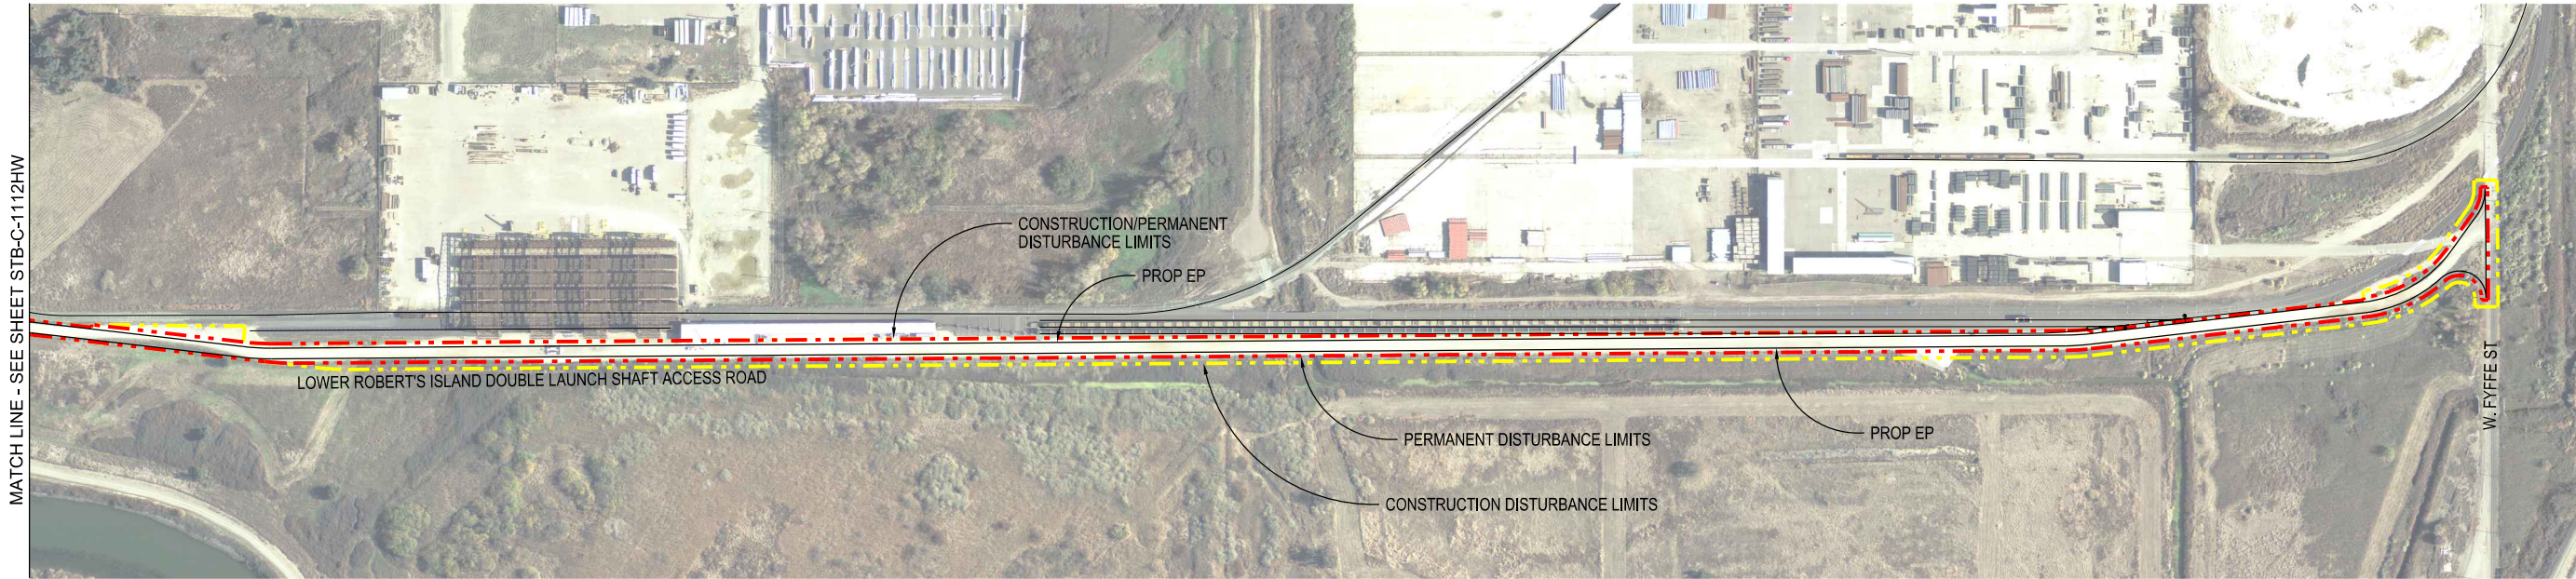 MATCH LINE - SEE SHEET STB-C-1112HW
CONSTRUCTION/PERMANENT
DISTURBANCE LIMITS
PROP EP
LOWER ROBERT'S ISLAND DOUBLE LAUNCH SHAFT ACCESS ROAD
PERMANENT DISTURBANCE LIMITS
PROP EP
CONSTRUCTION DISTURBANCE LIMITS
W. FYFFE ST